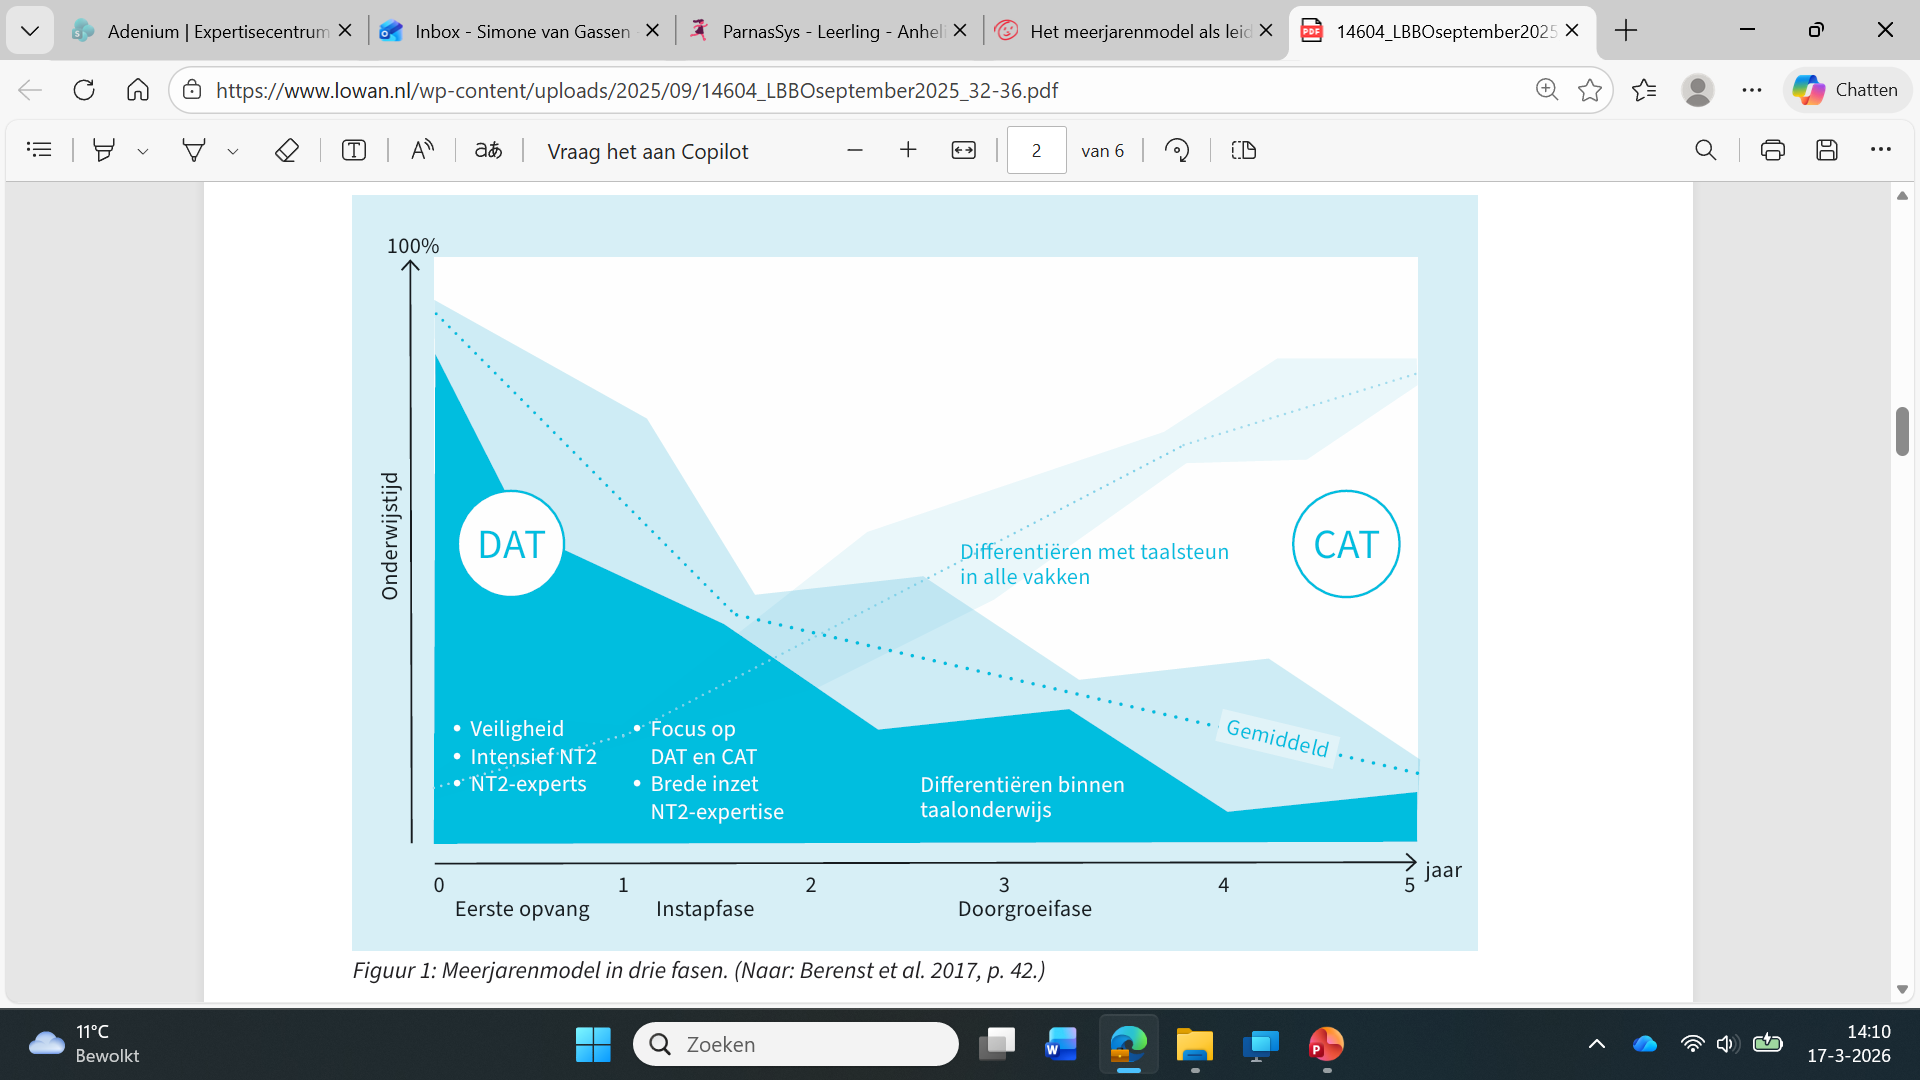 Adenium | Expertisecentrum
Inbox - Simone van Gassen
ParnasSys - Leerling - Anheli
Het meerjarenmodel als leid
14604_LBBOseptember2025
https://www.lowan.nl/wp-content/uploads/2025/09/14604_LBBOseptember2025_32-36.pdf
Chatten
Vraag het aan Copilot
2
van 6
100%
Onderwijstijd
DAT
CAT
Differentiëren met taalsteun
in alle vakken
• Veiligheid
• Intensief NT2
• NT2-experts
• Focus op
DAT en CAT
• Brede inzet
NT2-expertise
Gemiddeld
Differentiëren binnen
taalonderwijs
jaar
0 1 2 3 4 5
Eerste opvang Instapfase Doorgroeifase
Figuur 1: Meerjarenmodel in drie fasen. (Naar: Berenst et al. 2017, p. 42.)
11°C
Bewolkt
Zoeken
14:10
17-3-2026